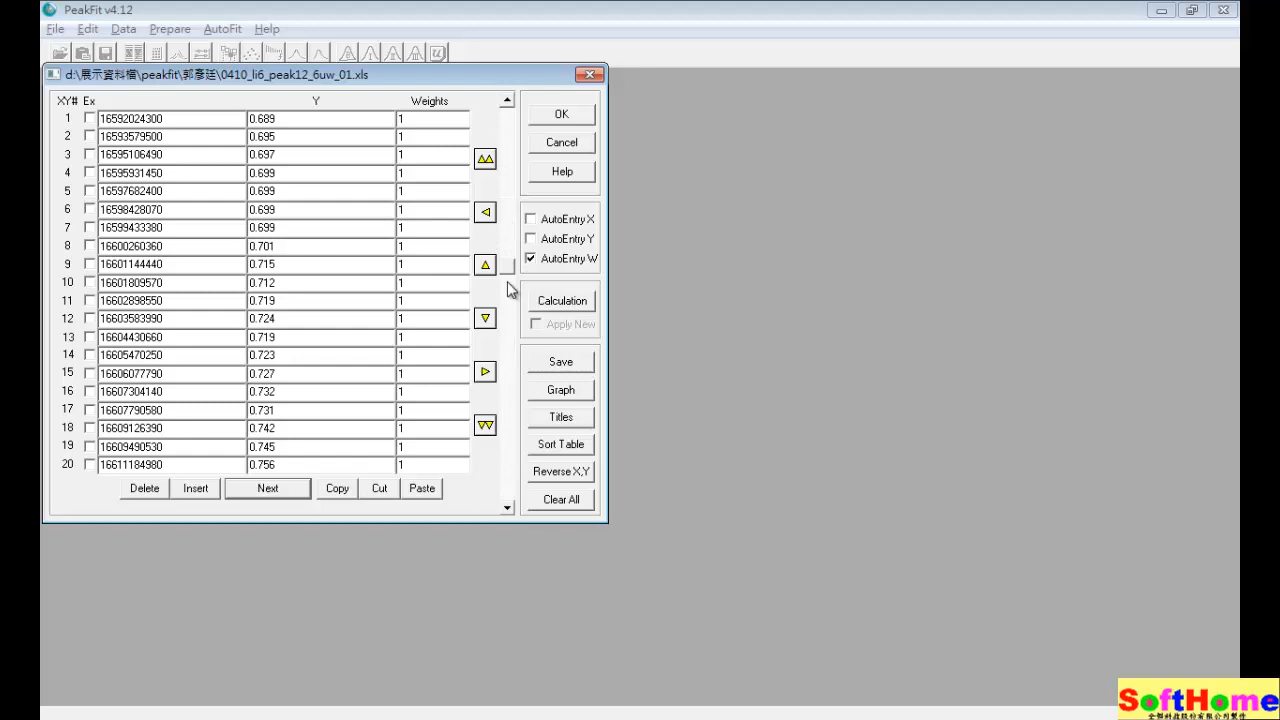 PeakFit v4.12
File Edit Data Prepare AutoFit Help
d:\展示資料檔\peakfit\郭彥廷\0410_li6_peak12_6uw_01.xls
XY# Ex Y Weights
1 16592024300 0.689 1
2 16593579500 0.695 1
3 16595106490 0.697 1
4 16595931450 0.699 1
5 16597682400 0.699 1
6 16598428070 0.699 1
7 16599433380 0.699 1
8 16600260360 0.701 1
9 16601144440 0.715 1
10 16601809570 0.712 1
11 16602898550 0.719 1
12 16603583990 0.724 1
13 16604430660 0.719 1
14 16605470250 0.723 1
15 16606077790 0.727 1
16 16607304140 0.732 1
17 16607790580 0.731 1
18 16609126390 0.742 1
19 16609490530 0.745 1
20 16611184980 0.756 1
Delete Insert Next Copy Cut Paste
OK
Cancel
Help
AutoEntry X
AutoEntry Y
AutoEntry W
Calculation
Apply New
Save
Graph
Titles
Sort Table
Reverse X,Y
Clear All
SoftHome